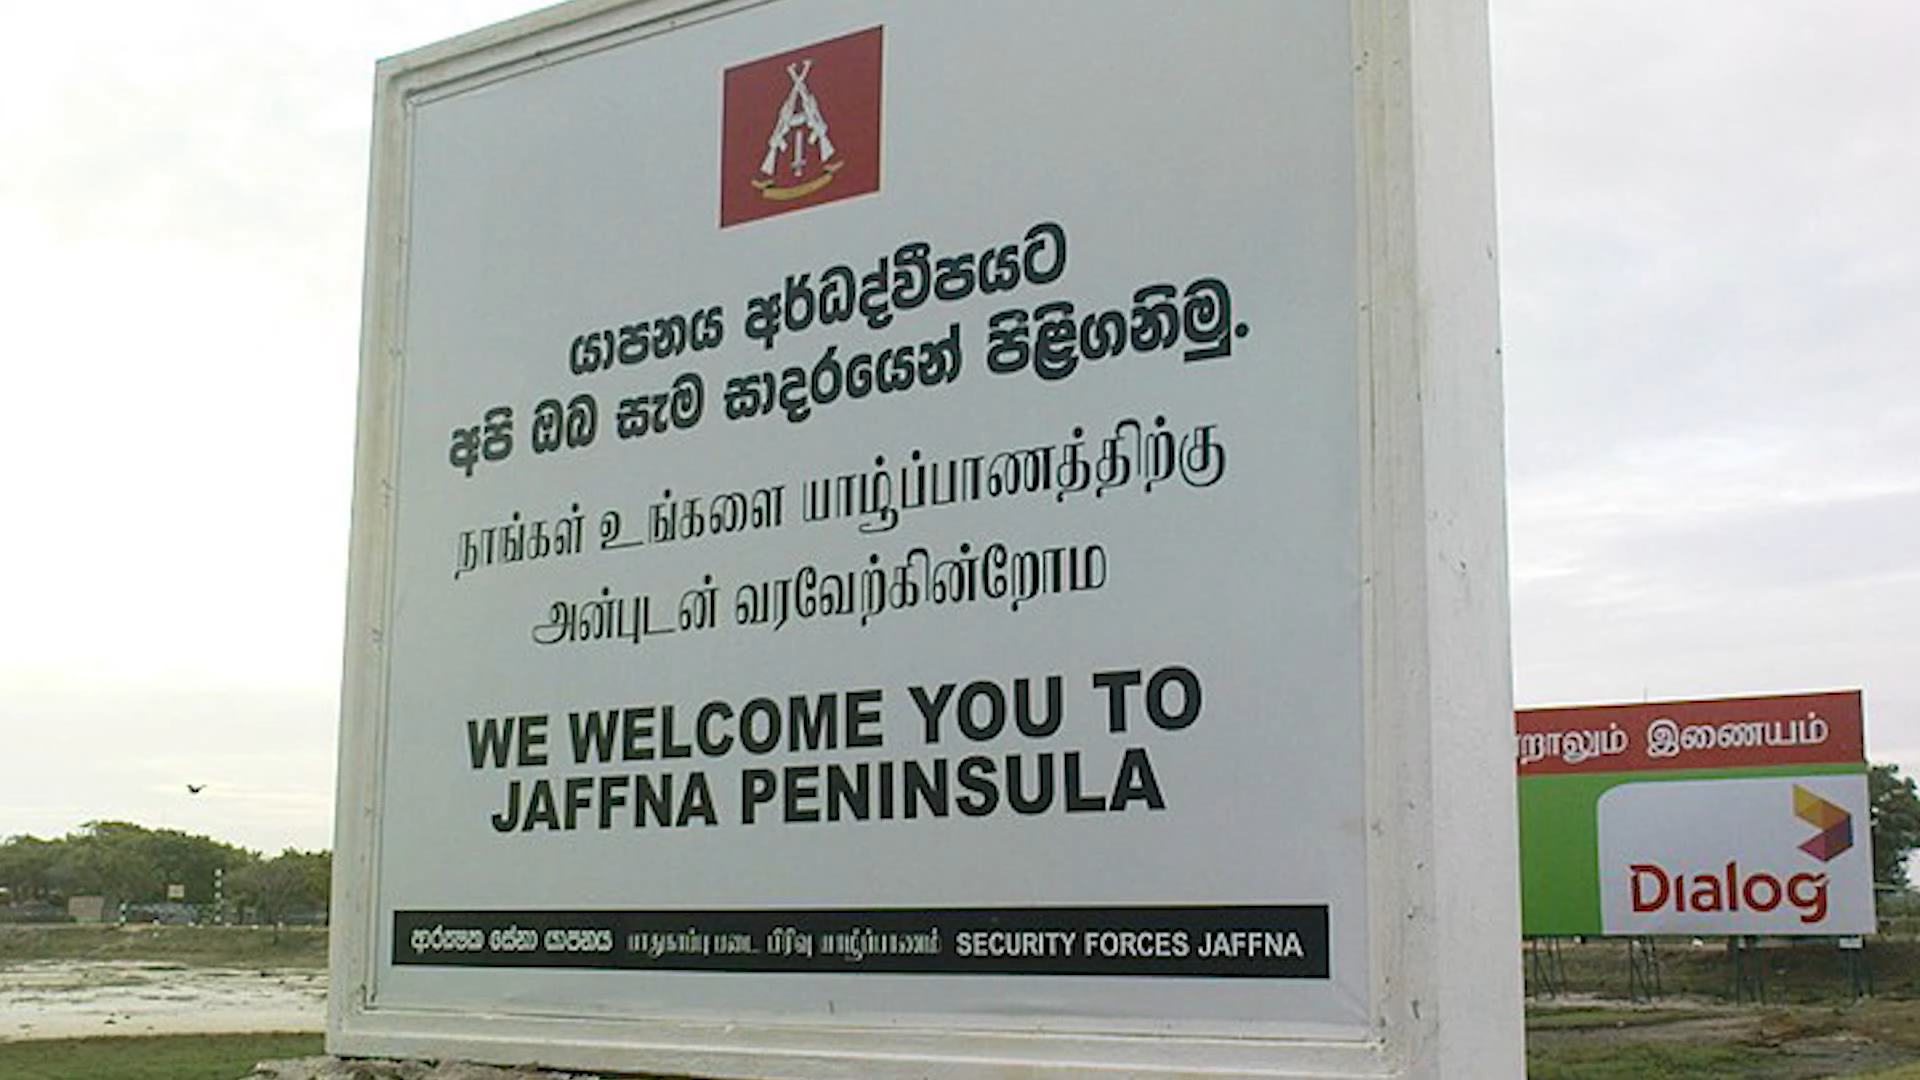 යාපනය අර්ධද්වීපයට
අපි ඔබ සැම සාදරයෙන් පිළිගනිමු.
நாங்கள் உங்களை யாழ்ப்பாணத்திற்கு
அன்புடன் வரவேற்கின்றோம
WE WELCOME YOU TO
JAFFNA PENINSULA
ආරක්ෂක සේනා යාපනය பாதுகாப்பு படை பிரிவு யாழ்ப்பாணம் SECURITY FORCES JAFFNA
இணையம்
Dialog